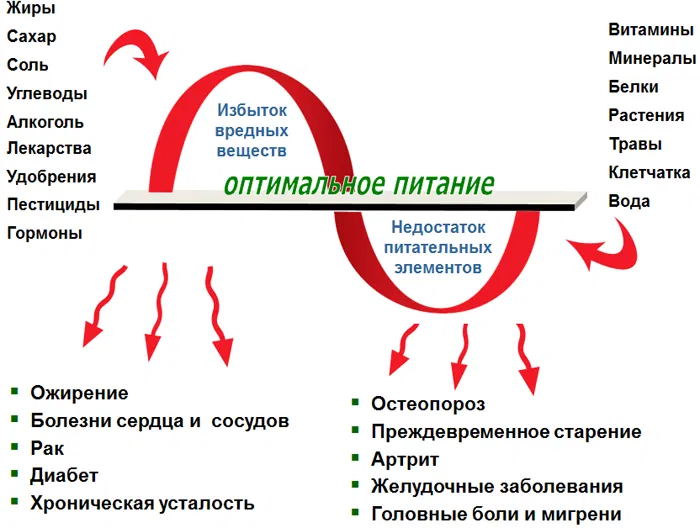 Жиры
Сахар
Соль
Углеводы
Алкоголь
Лекарства
Удобрения
Пестициды
Гормоны
Избыток
вредных
веществ
оптимальное питание
Недостаток
питательных
элементов
Витамины
Минералы
Белки
Растения
Травы
Клетчатка
Вода
Ожирение
Болезни сердца и сосудов
Рак
Диабет
Хроническая усталость
Остеопороз
Преждевременное старение
Артрит
Желудочные заболевания
Головные боли и мигрени